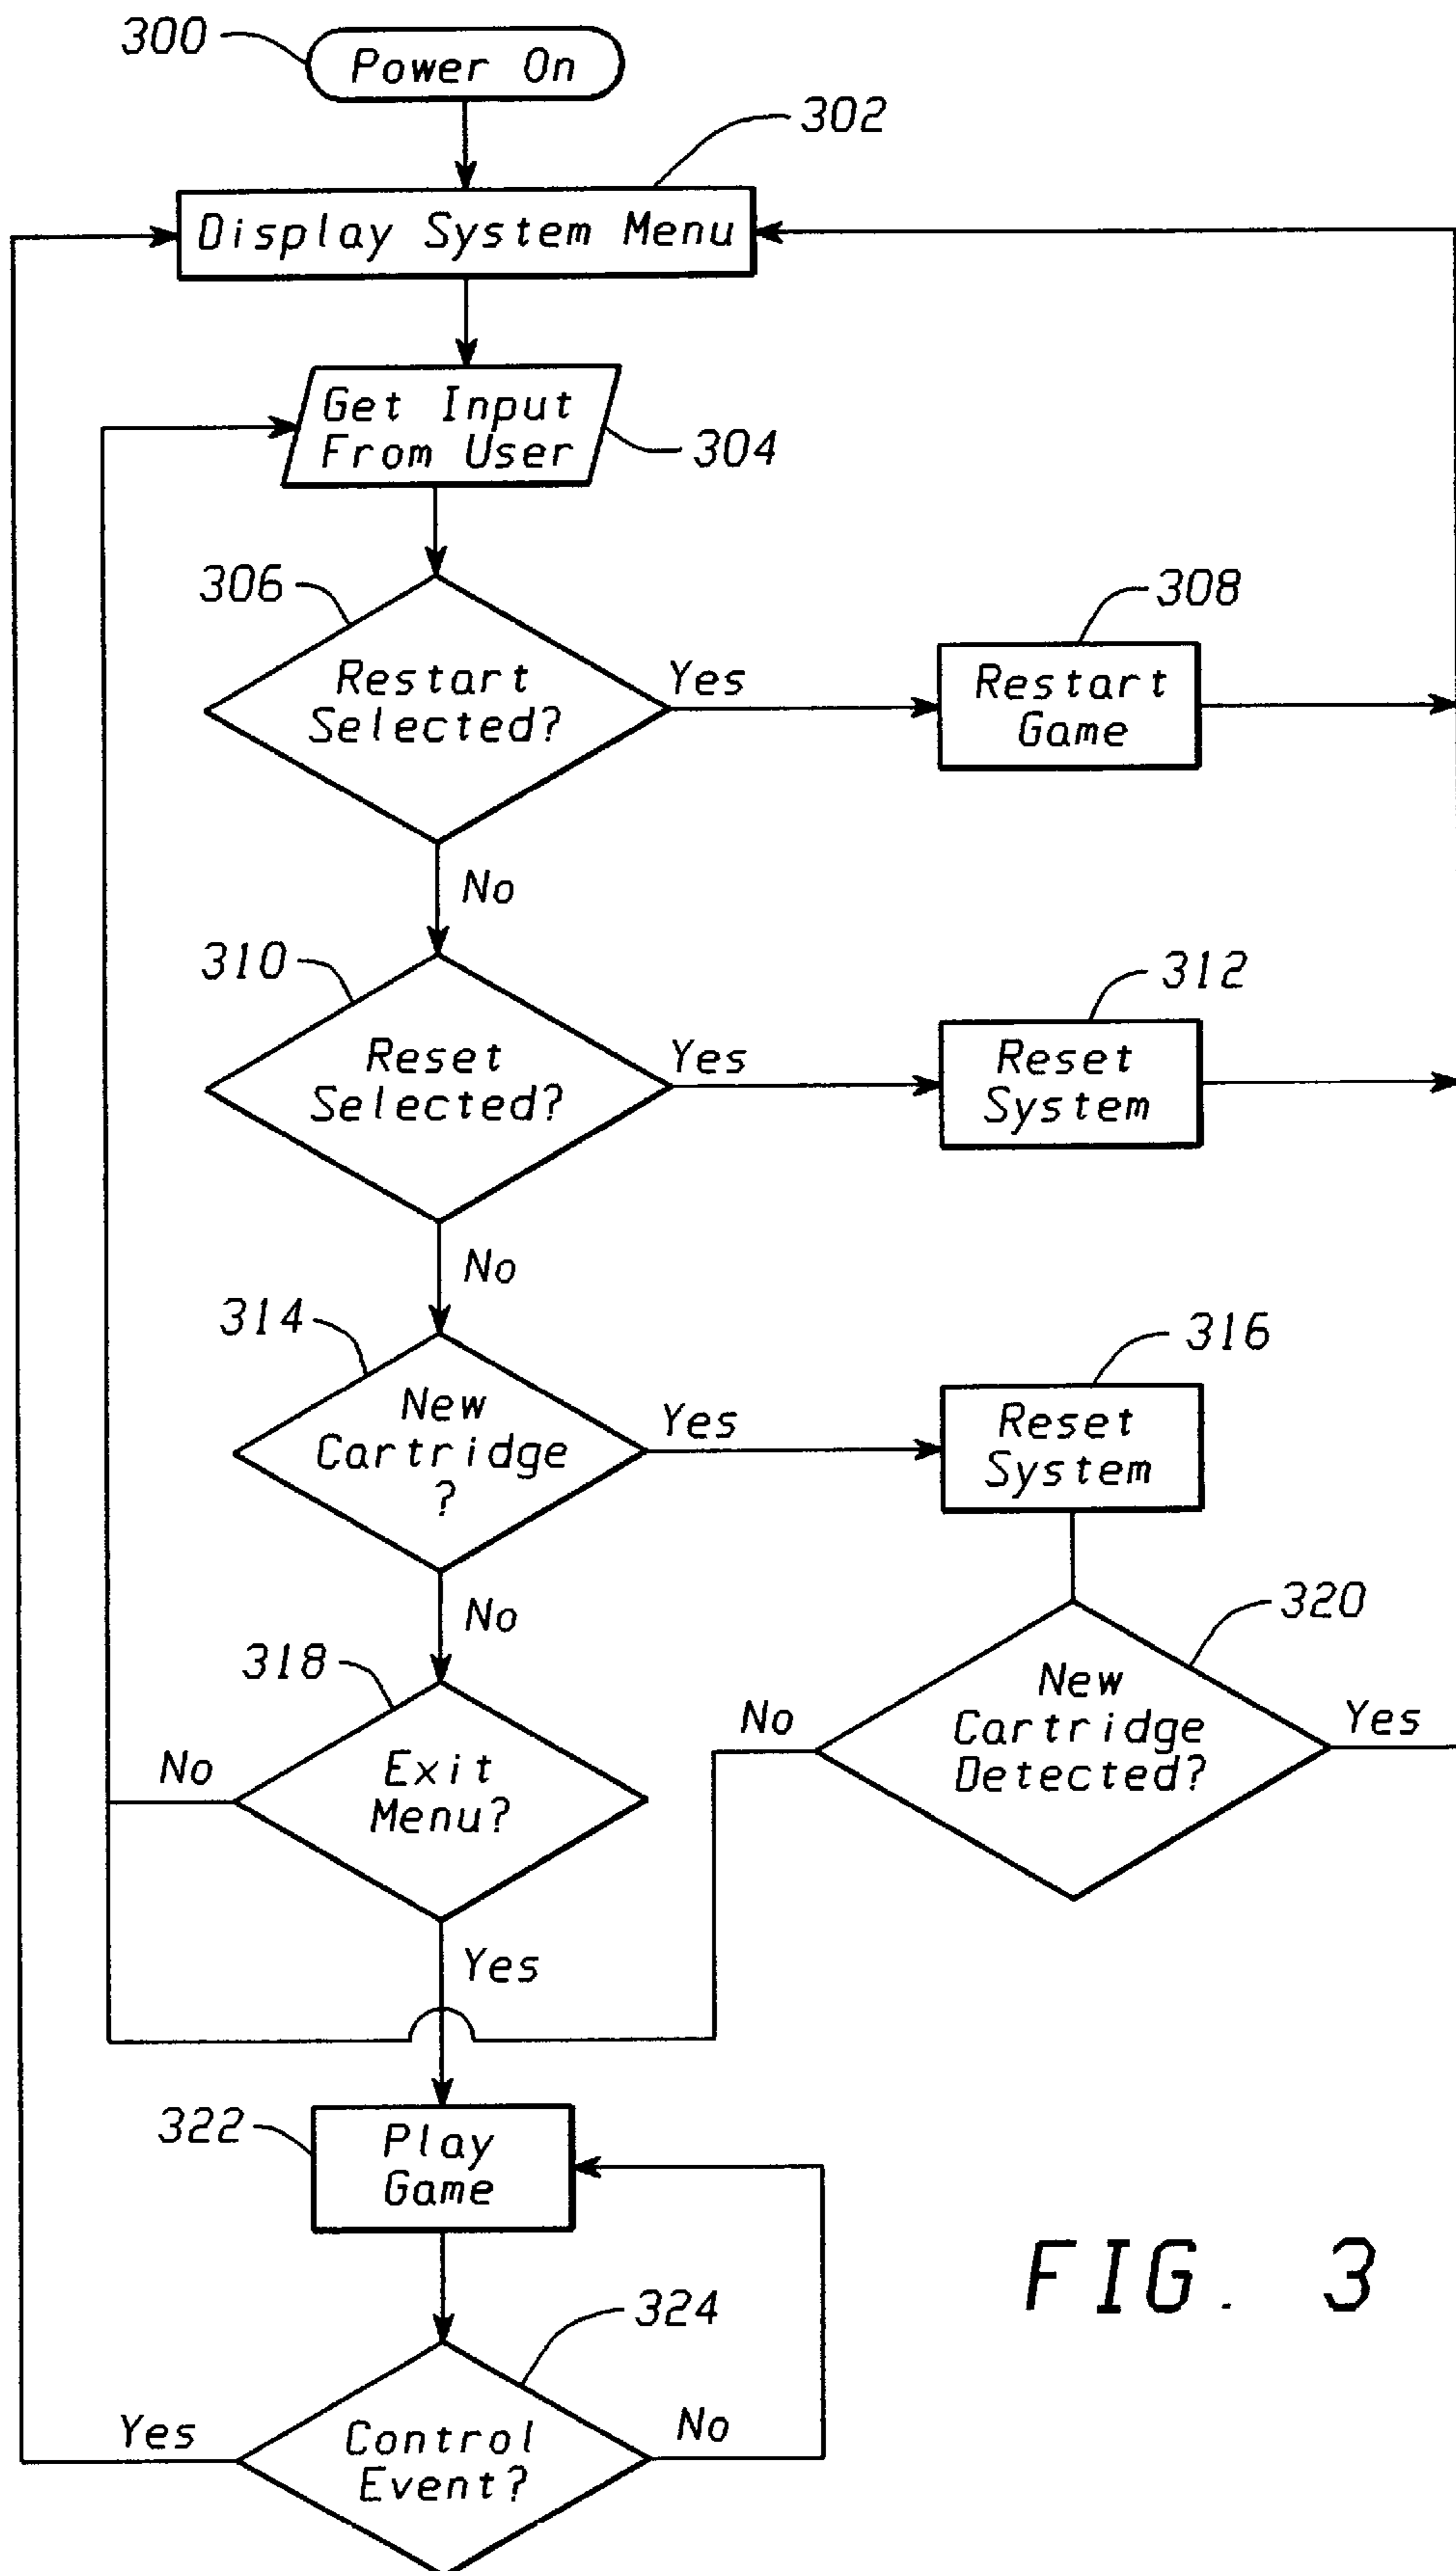 300
Power On
302
Display System Menu
Get Input
From User
304
306
Restart
Selected?
Yes
308
Restart
Game
No
310
Reset
Selected?
Yes
312
Reset
System
No
314
New
Cartridge
?
Yes
316
Reset
System
No
318
Exit
Menu?
No
320
New
Cartridge
Detected?
No
Yes
Yes
322
Play
Game
324
Control
Event?
Yes
No
FIG. 3